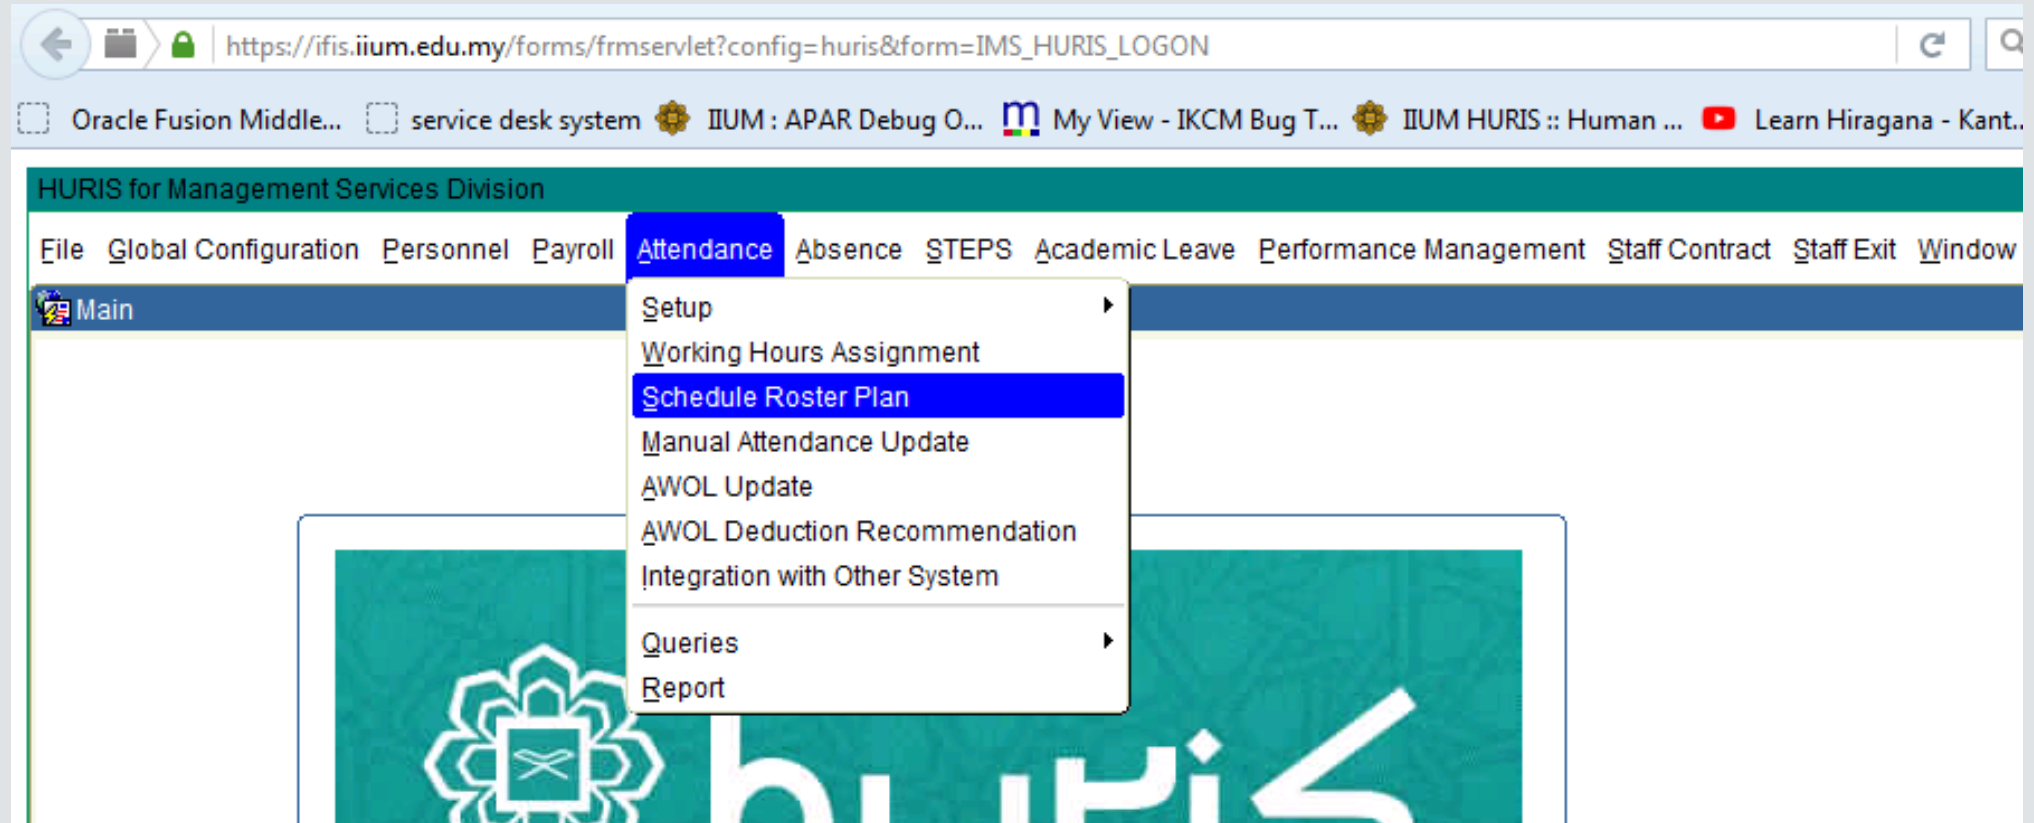 https://ifis.iium.edu.my/forms/frmservlet?config=huris&form=IMS_HURIS_LOGON
Oracle Fusion Middle... service desk system IIUM : APAR Debug O... My View - IKCM Bug T... IIUM HURIS :: Human ... Learn Hiragana - Kant..
HURIS for Management Services Division
File Global Configuration Personnel Payroll Attendance Absence STEPS Academic Leave Performance Management Staff Contract Staff Exit Window
Main
Setup
Working Hours Assignment
Schedule Roster Plan
Manual Attendance Update
AWOL Update
AWOL Deduction Recommendation
Integration with Other System
Queries
Report